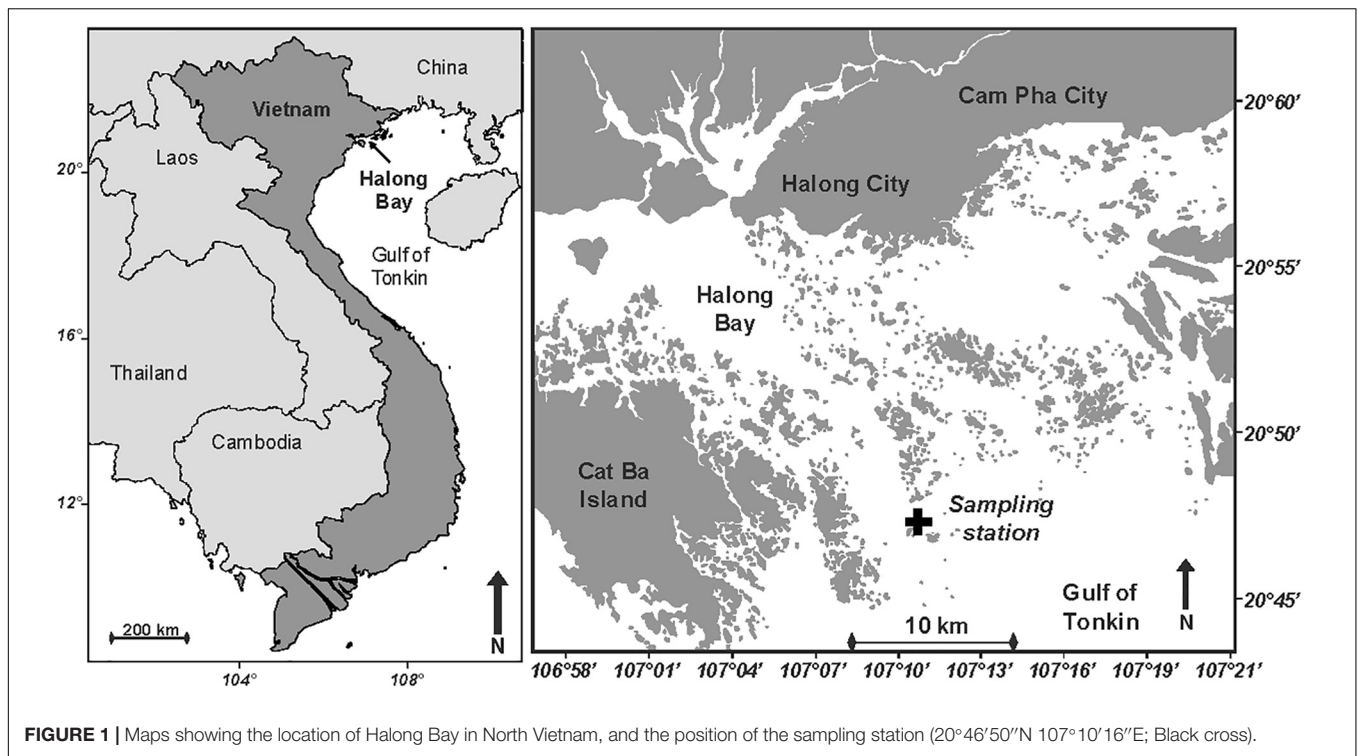 China
Vietnam
Laos
20°
Halong
Bay
Gulf of
Tonkin
16°
Thailand
Cambodia
12°
200 km
N
104°
108°
Cam Pha City
20°60′
Halong City
20°55′
Halong
Bay
20°50′
Cat Ba
Island
Sampling
station
Gulf of
Tonkin
20°45′
10 km
N
106°58′
107°01′
107°04′
107°07′
107°10′
107°13′
107°16′
107°19′
107°21′
FIGURE 1 | Maps showing the location of Halong Bay in North Vietnam, and the position of the sampling station (20°46′50″N 107°10′16″E; Black cross).